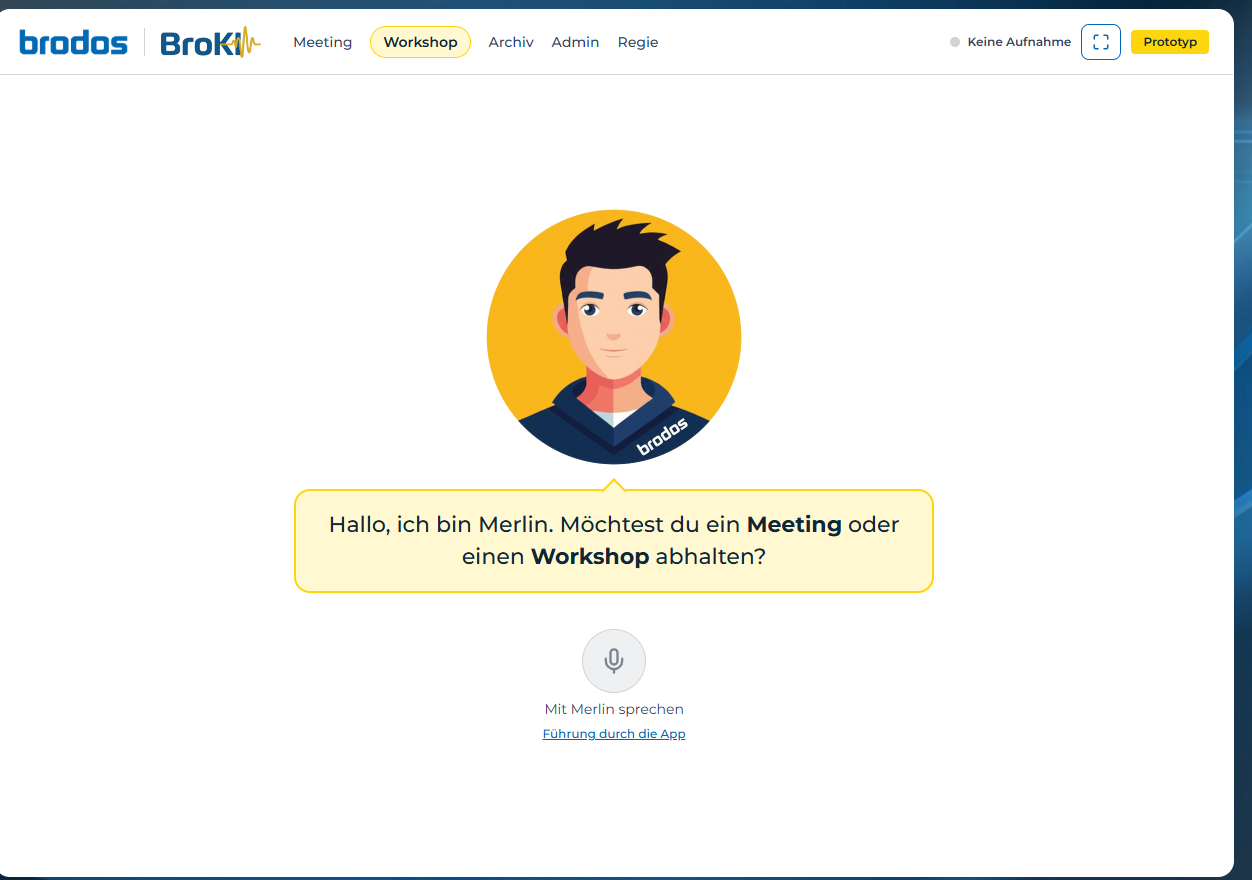 brodos
BroKI
Meeting
Workshop
Archiv
Admin
Regie
Keine Aufnahme
Prototyp
brodos
Hallo, ich bin Merlin. Möchtest du ein Meeting oder
einen Workshop abhalten?
Mit Merlin sprechen
Führung durch die App